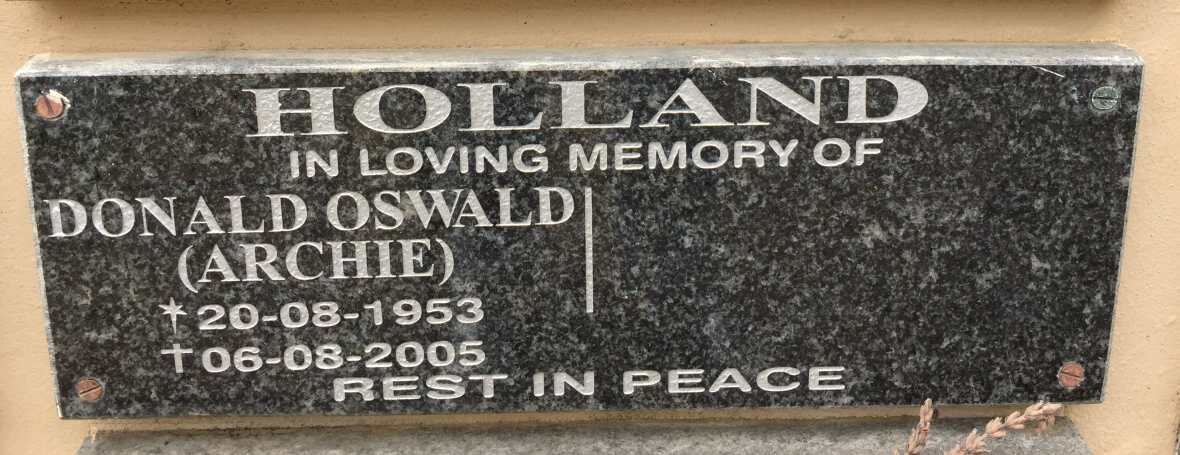 HOLLAND
IN LOVING MEMORY OF
DONALD OSWALD
(ARCHIE)
* 20-08-1953
† 06-08-2005
REST IN PEACE